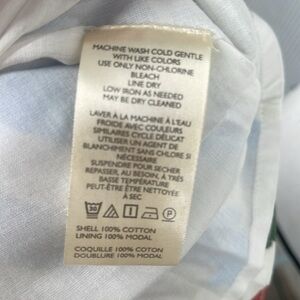 MACHINE WASH COLD GENTLE
WITH LIKE COLORS
USE ONLY NON-CHLORINE
BLEACH
LINE DRY
LOW IRON AS NEEDED
MAY BE DRY CLEANED
LAVER À LA MACHINE À L'EAU
FROIDE AVEC COULEURS
SIMILAIRES CYCLE DÉLICAT
UTILISER UN AGENT DE
BLANCHIMENT SANS CHLORE SI
NÉCESSAIRE
SUSPENDRE POUR SÉCHER
REPASSER, AU BESOIN, À TRÈS
BASSE TEMPÉRATURE
PEUT-ÊTRE ÊTRE NETTOYÉE
À SEC
30 P
SHELL 100% COTTON
LINING 100% MODAL
COQUILLE 100% COTON
DOUBLURE 100% MODAL